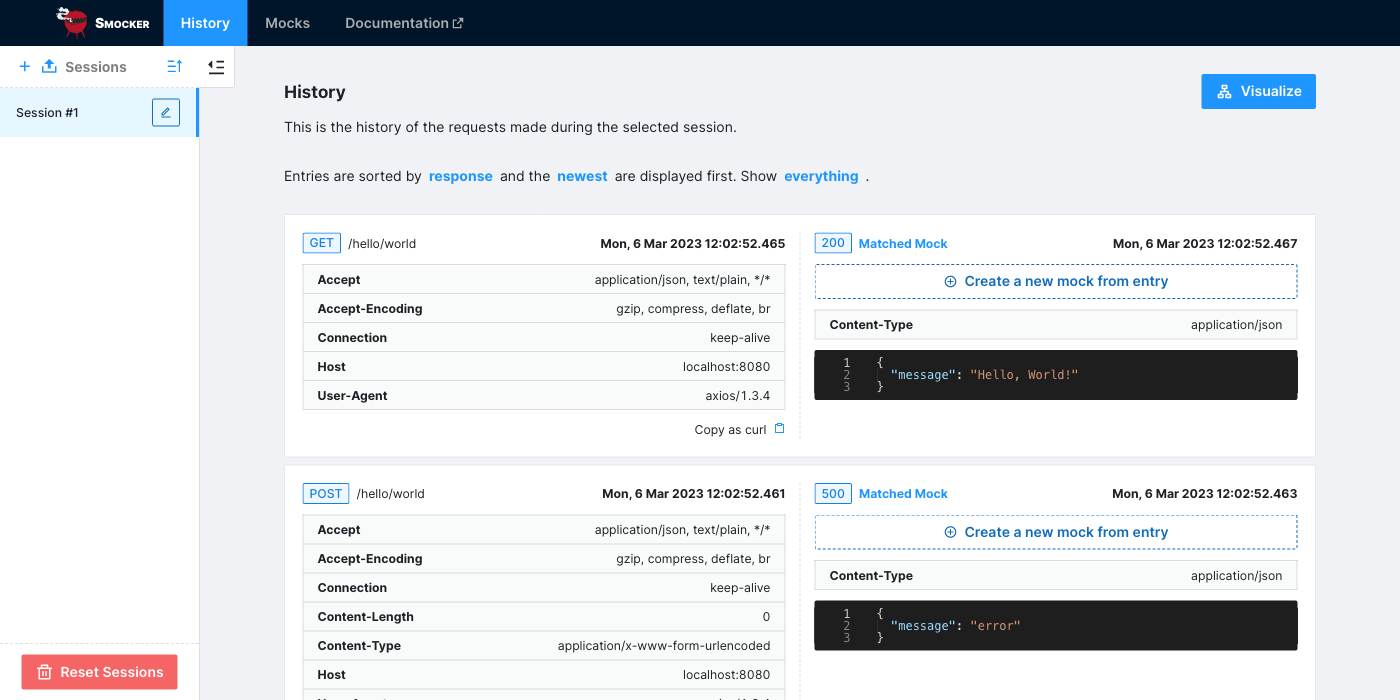 Smocker History Mocks Documentation
Sessions
Session #1
Reset Sessions
History
Visualize
This is the history of the requests made during the selected session.
Entries are sorted by response and the newest are displayed first. Show everything .
GET /hello/world Mon, 6 Mar 2023 12:02:52.465
Accept application/json, text/plain, */*
Accept-Encoding gzip, compress, deflate, br
Connection keep-alive
Host localhost:8080
User-Agent axios/1.3.4
Copy as curl
200 Matched Mock Mon, 6 Mar 2023 12:02:52.467
Create a new mock from entry
Content-Type application/json
1 {
2 "message": "Hello, World!"
3 }
POST /hello/world Mon, 6 Mar 2023 12:02:52.461
Accept application/json, text/plain, */*
Accept-Encoding gzip, compress, deflate, br
Connection keep-alive
Content-Length 0
Content-Type application/x-www-form-urlencoded
Host localhost:8080
500 Matched Mock Mon, 6 Mar 2023 12:02:52.463
Create a new mock from entry
Content-Type application/json
1 {
2 "message": "error"
3 }